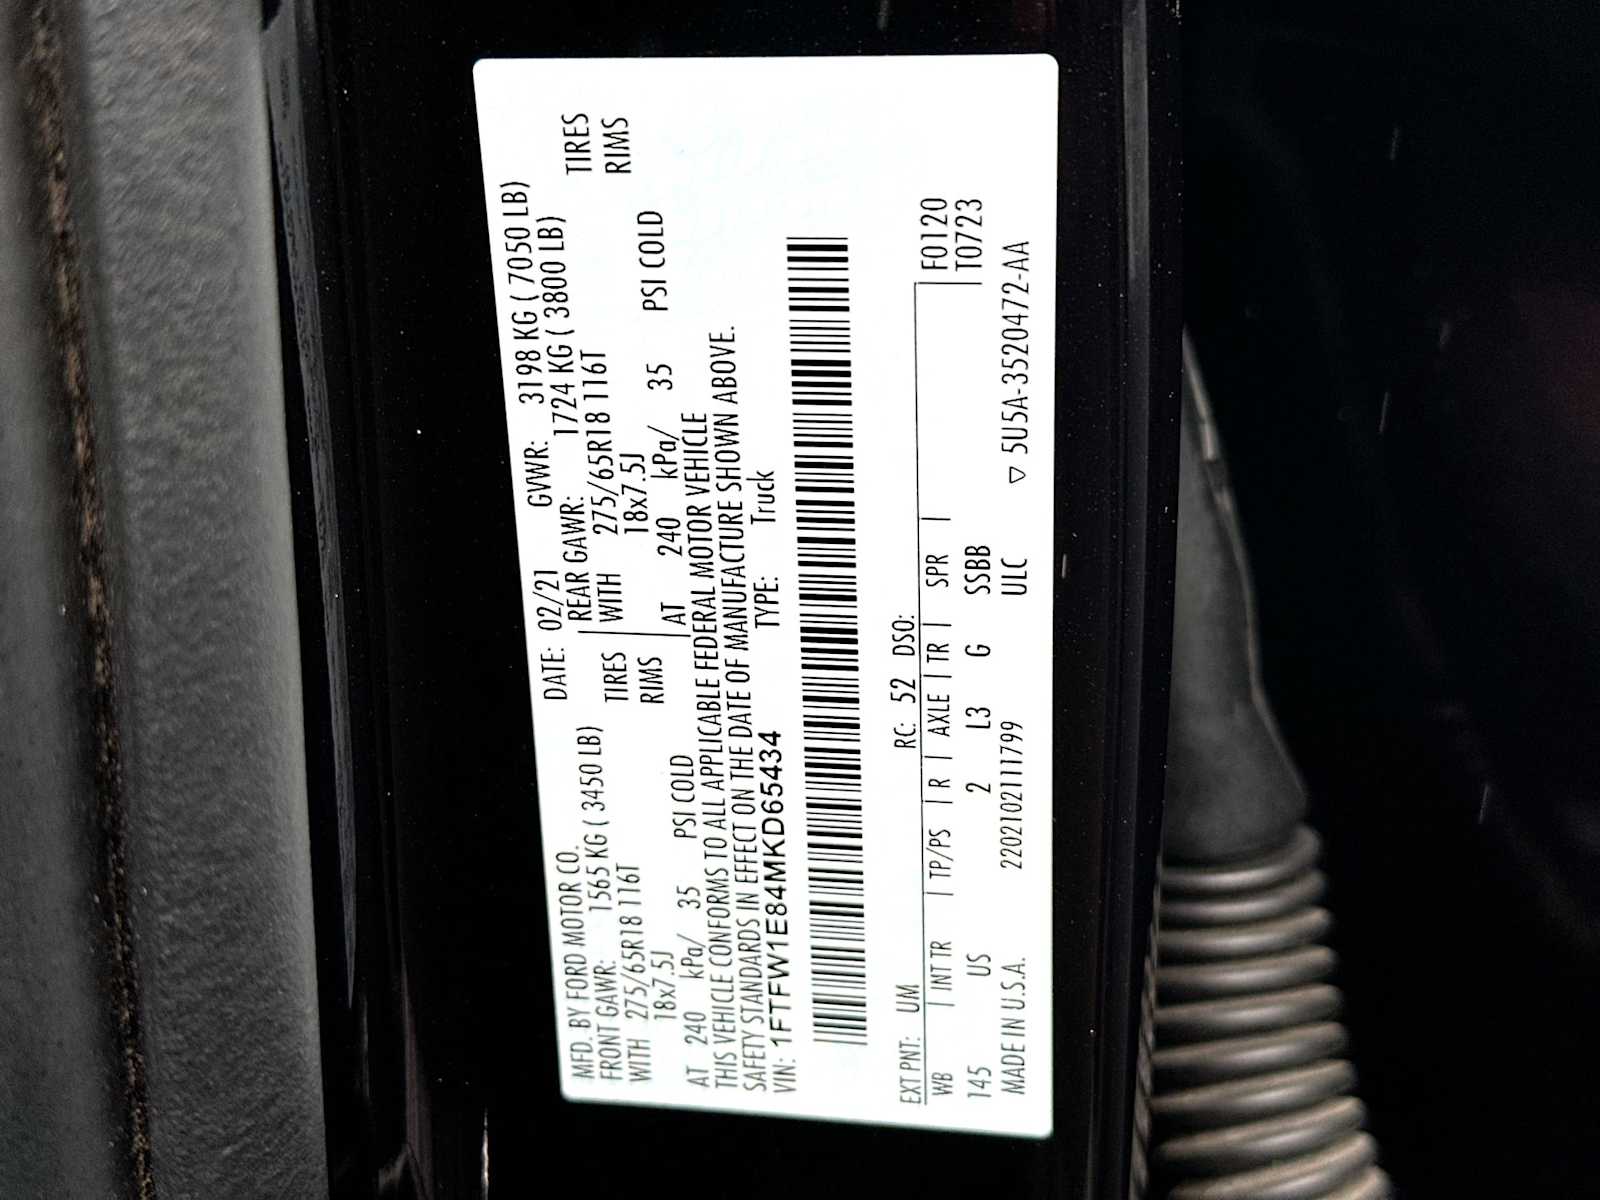 MFD. BY FORD MOTOR CO. DATE: 02/21 GVWR: 3198 KG ( 7050 LB)
FRONT GAWR: 1565 KG ( 3450 LB) REAR GAWR: 1724 KG ( 3800 LB)
WITH 275/65R18 116T TIRES WITH 275/65R18 116T TIRES
18x7.5J RIMS 18x7.5J RIMS
AT 240 kPa/ 35 PSI COLD AT 240 kPa/ 35 PSI COLD
THIS VEHICLE CONFORMS TO ALL APPLICABLE FEDERAL MOTOR VEHICLE
SAFETY STANDARDS IN EFFECT ON THE DATE OF MANUFACTURE SHOWN ABOVE.
VIN: 1FTFW1E84MKD65434 TYPE: Truck
EXT PNT: UM RC: 52 DSO:
WB INT TR TP/PS R AXLE TR SPR F0120
145 US 2 L3 G SSBB T0723
MADE IN U.S.A. 2202102111799 ULC ▽ 5U5A-3520472-AA